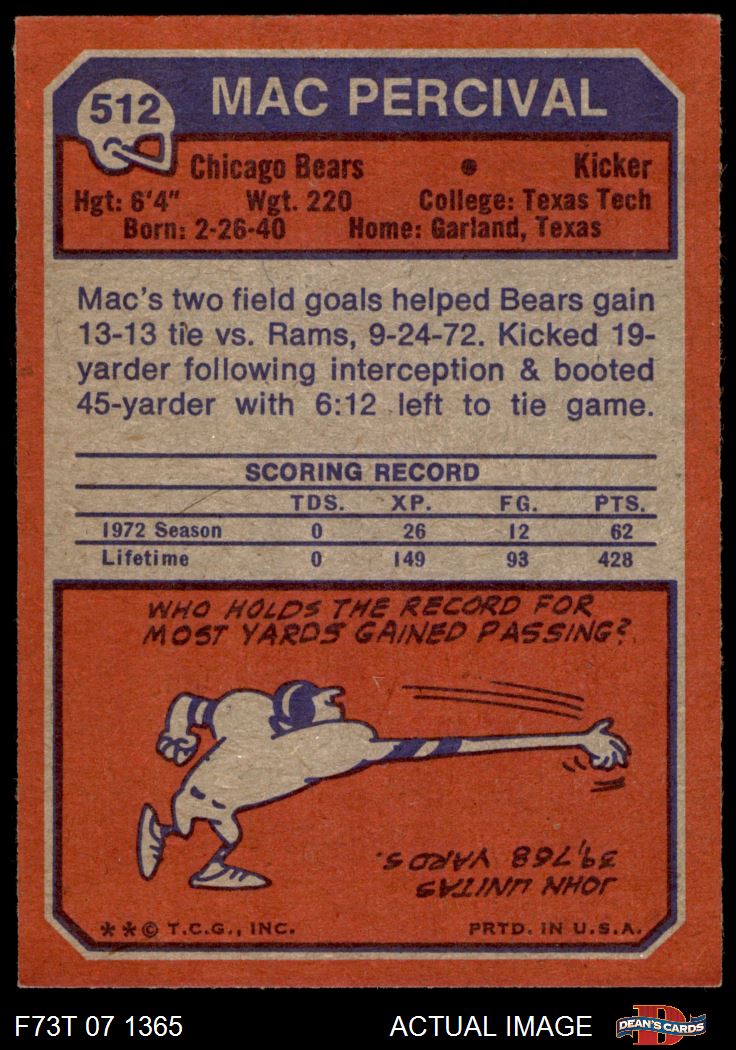 512 MAC PERCIVAL
Chicago Bears • Kicker
Hgt: 6'4" Wgt. 220 College: Texas Tech
Born: 2-26-40 Home: Garland, Texas
Mac's two field goals helped Bears gain
13-13 tie vs. Rams, 9-24-72. Kicked 19-
yarder following interception & booted
45-yarder with 6:12 left to tie game.
SCORING RECORD
TDS. XP. FG. PTS.
1972 Season 0 26 12 62
Lifetime 0 149 93 428
WHO HOLDS THE RECORD FOR
MOST YARDS GAINED PASSING?
JOHN UNITAS
39,768 YARDS.
**© T.C.G., INC. PRTD. IN U.S.A.
F73T 07 1365 ACTUAL IMAGE D DEAN'S CARDS